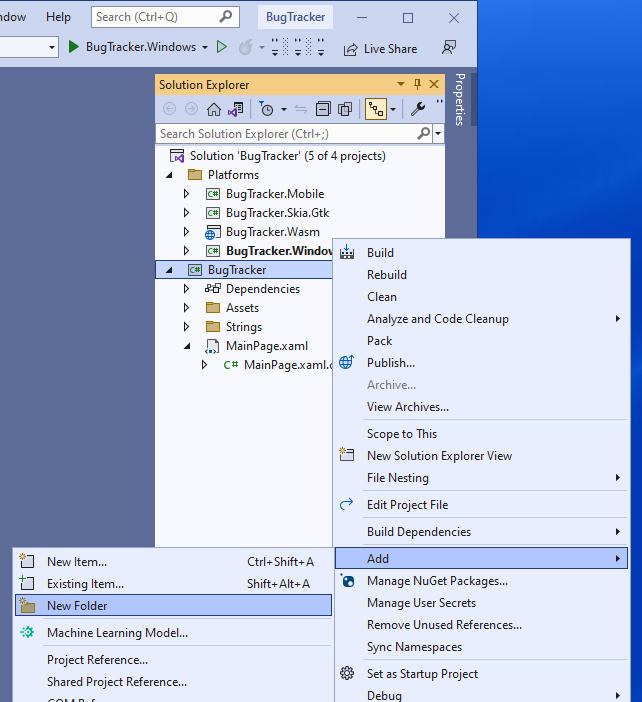 ndow Help Search (Ctrl+Q) BugTracker
BugTracker.Windows Live Share
Solution Explorer
Properties
Search Solution Explorer (Ctrl+;)
Solution 'BugTracker' (5 of 4 projects)
Platforms
BugTracker.Mobile
BugTracker.Skia.Gtk
BugTracker.Wasm
BugTracker.Window
BugTracker
Dependencies
Assets
Strings
MainPage.xaml
C# MainPage.xaml.c
Build
Rebuild
Clean
Analyze and Code Cleanup
Pack
Publish...
Archive...
View Archives...
Scope to This
New Solution Explorer View
File Nesting
Edit Project File
Build Dependencies
Add
Manage NuGet Packages...
Manage User Secrets
Remove Unused References...
Sync Namespaces
Set as Startup Project
Debug
New Item... Ctrl+Shift+A
Existing Item... Shift+Alt+A
New Folder
Machine Learning Model...
Project Reference...
Shared Project Reference...